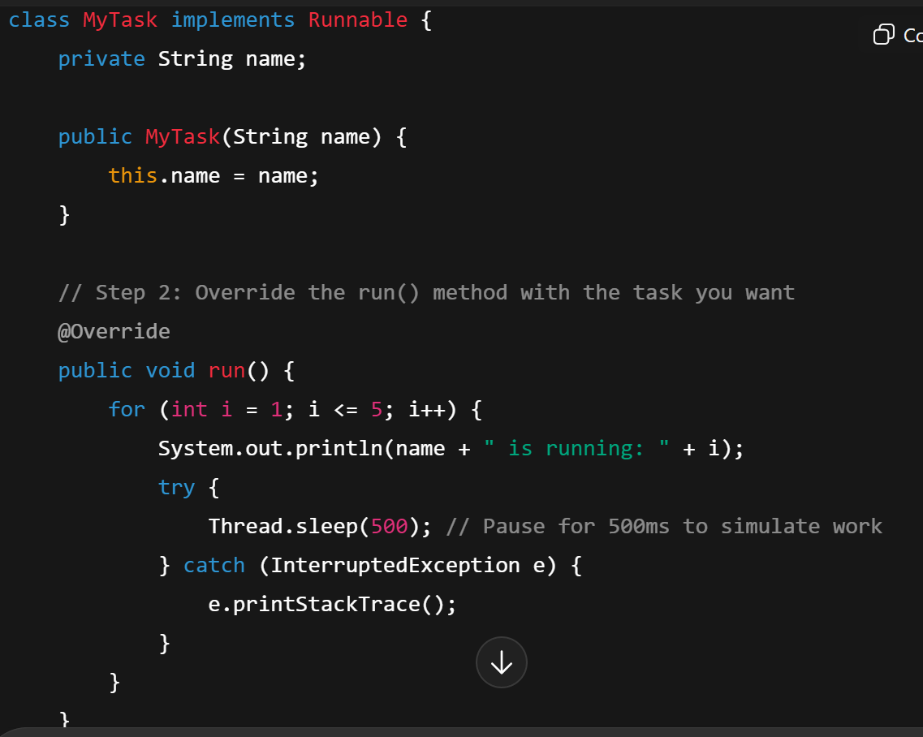 class MyTask implements Runnable {
    private String name;

    public MyTask(String name) {
        this.name = name;
    }

    // Step 2: Override the run() method with the task you want
    @Override
    public void run() {
        for (int i = 1; i <= 5; i++) {
            System.out.println(name + " is running: " + i);
            try {
                Thread.sleep(500); // Pause for 500ms to simulate work
            } catch (InterruptedException e) {
                e.printStackTrace();
            }
        }
    }